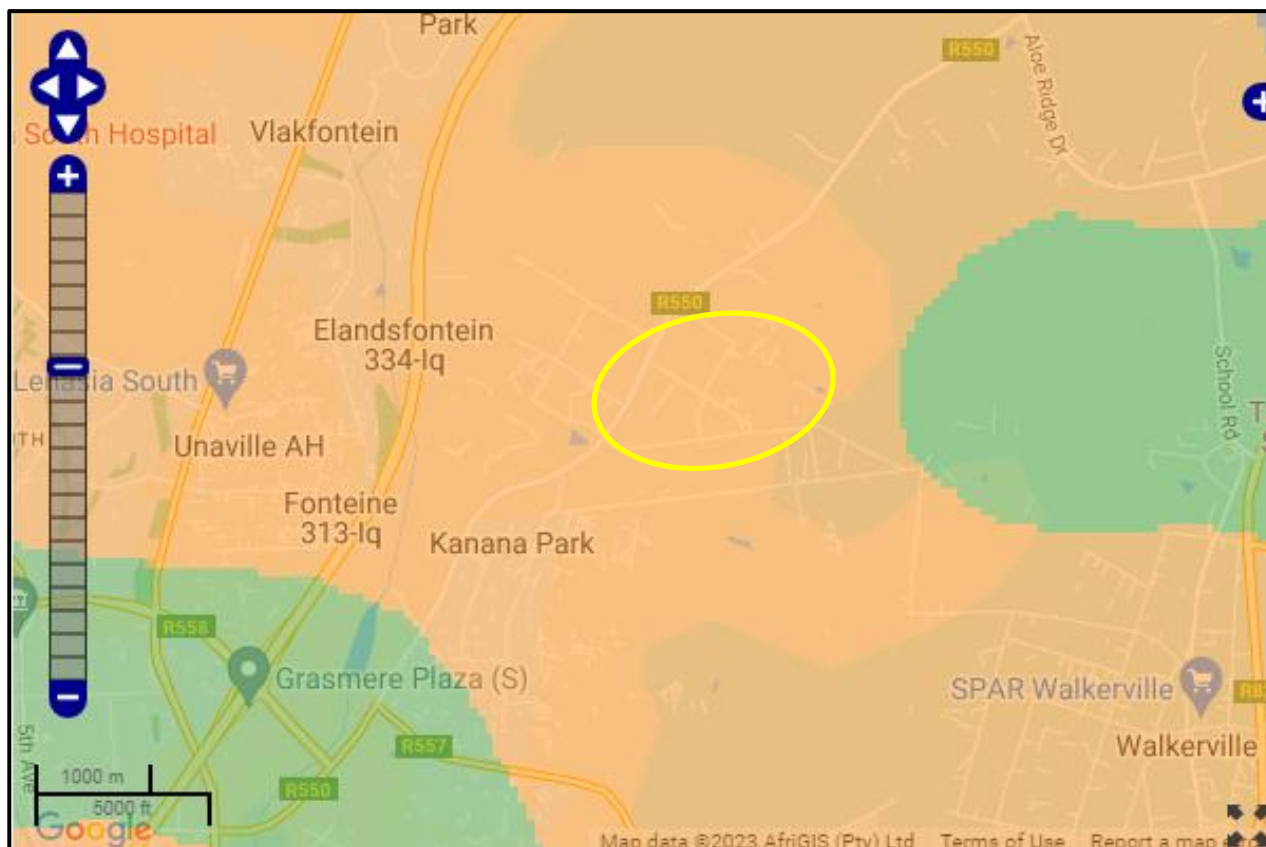 Park
R550
Aloe Ridge Dr
South Hospital
Vlakfontein
R550
Elandsfontein
334-Iq
Lenasia South
Unaville AH
School Rd
Fonteine
313-Iq
Kanana Park
R558
Grasmere Plaza (S)
SPAR Walkerville
R557
Walkerville
5th Ave
1000 m
5000 ft
R550
Google
Map data ©2023 AfriGIS (Pty) Ltd
Terms of Use
Report a map